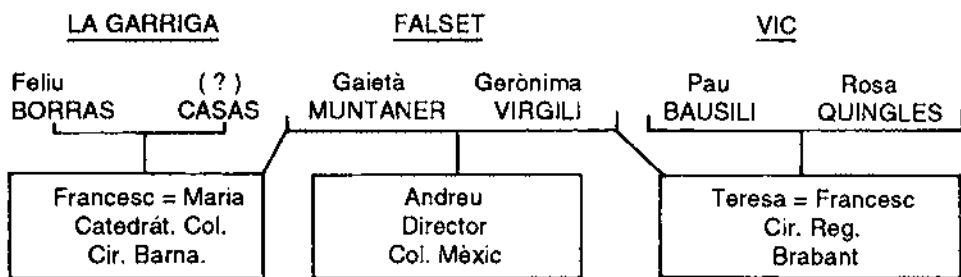 LA GARRIGA FALSET VIC
Feliu (?) Gaietà Gerònima Pau Rosa
BORRAS CASAS MUNTANER VIRGILI BAUSILI QUINGLES
Francesc = Maria Andreu Teresa = Francesc
Catedrát. Col. Director Cir. Reg.
Cir. Barna. Col. Mèxic Brabant